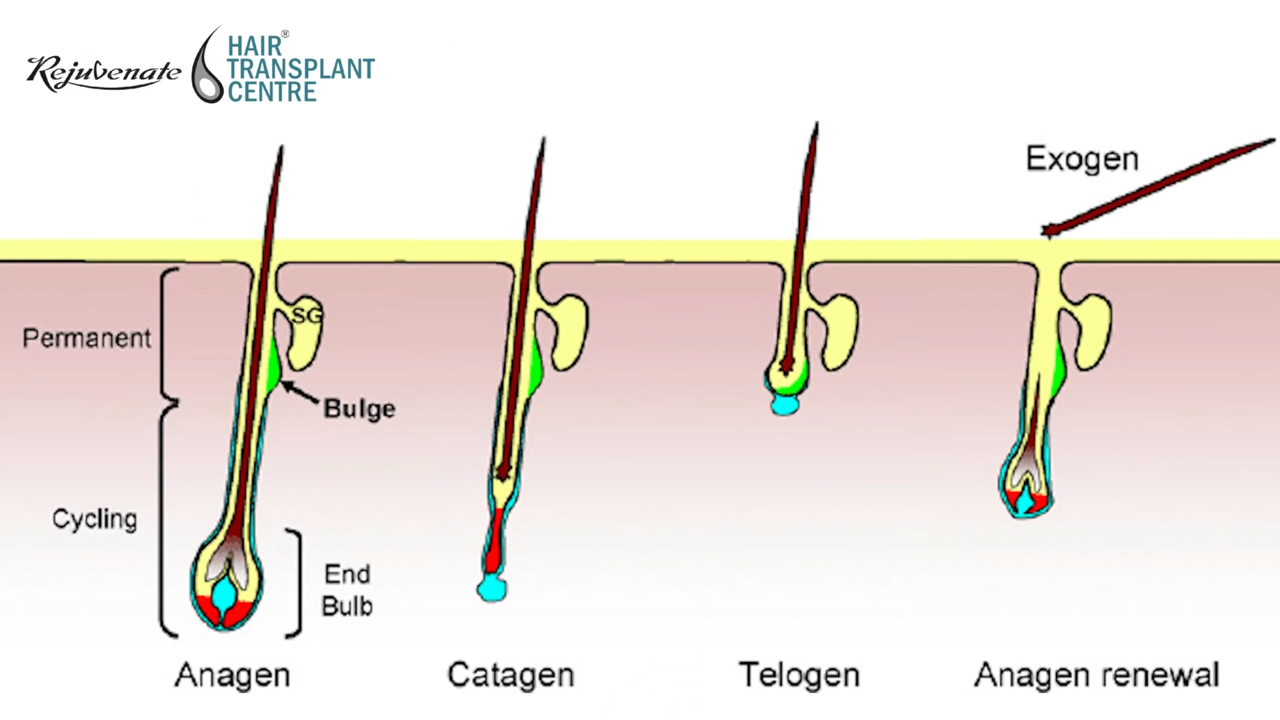 Rejuvenate
HAIR®
TRANSPLANT
CENTRE
Exogen
SG
Permanent
Bulge
Cycling
End
Bulb
Anagen
Catagen
Telogen
Anagen renewal